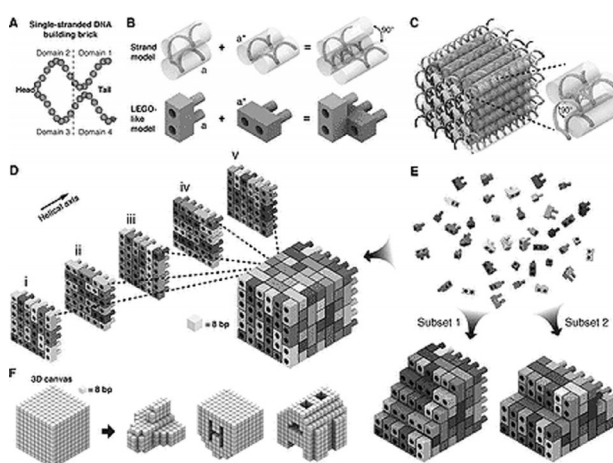 A
Single-stranded DNA
building brick
Domain 2 Domain 1
Head Tail
Domain 3 Domain 4
B
Strand
model
a
+
a*
=
90°
LEGO-
like
model
a
+
a*
=
C
90°
D
Helical axis
i
ii
iii
iv
v
= 8 bp
E
Subset 1
Subset 2
F
3D canvas
= 8 bp